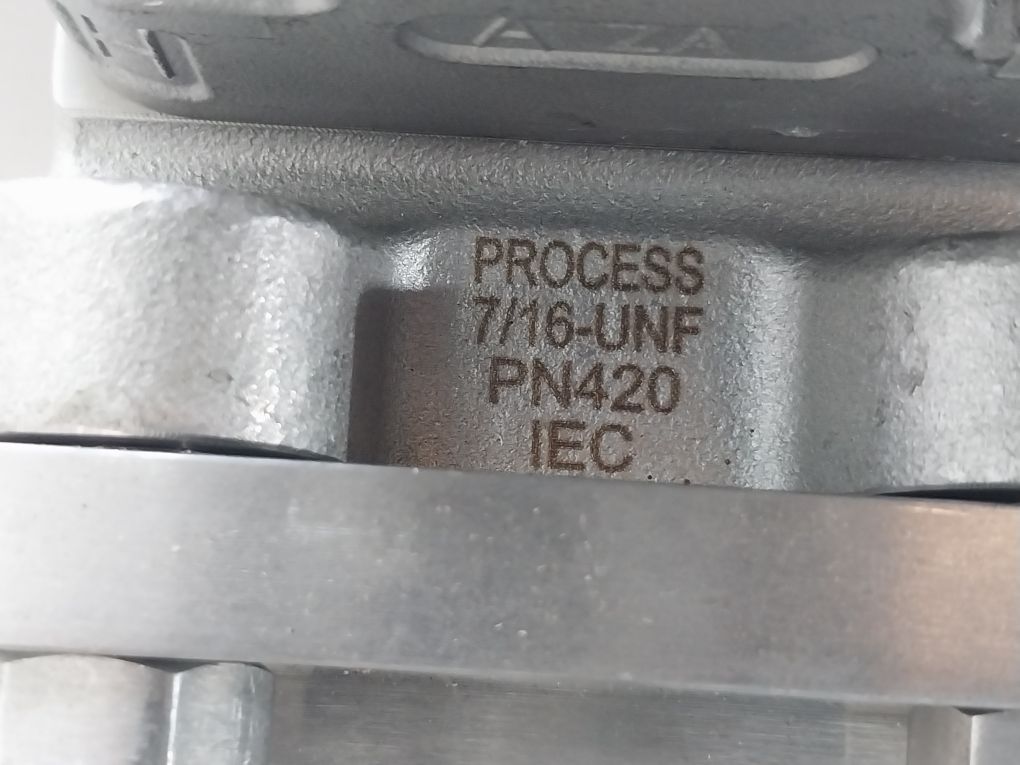 PROCESS
7/16-UNF
PN420
IEC